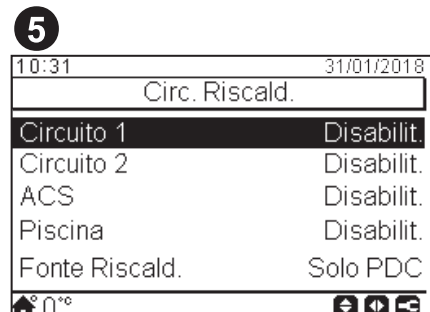 5
10:31 31/01/2018
Circ. Riscald.
Circuito 1 Disabilit.
Circuito 2 Disabilit.
ACS Disabilit.
Piscina Disabilit.
Fonte Riscald. Solo PDC
0°C